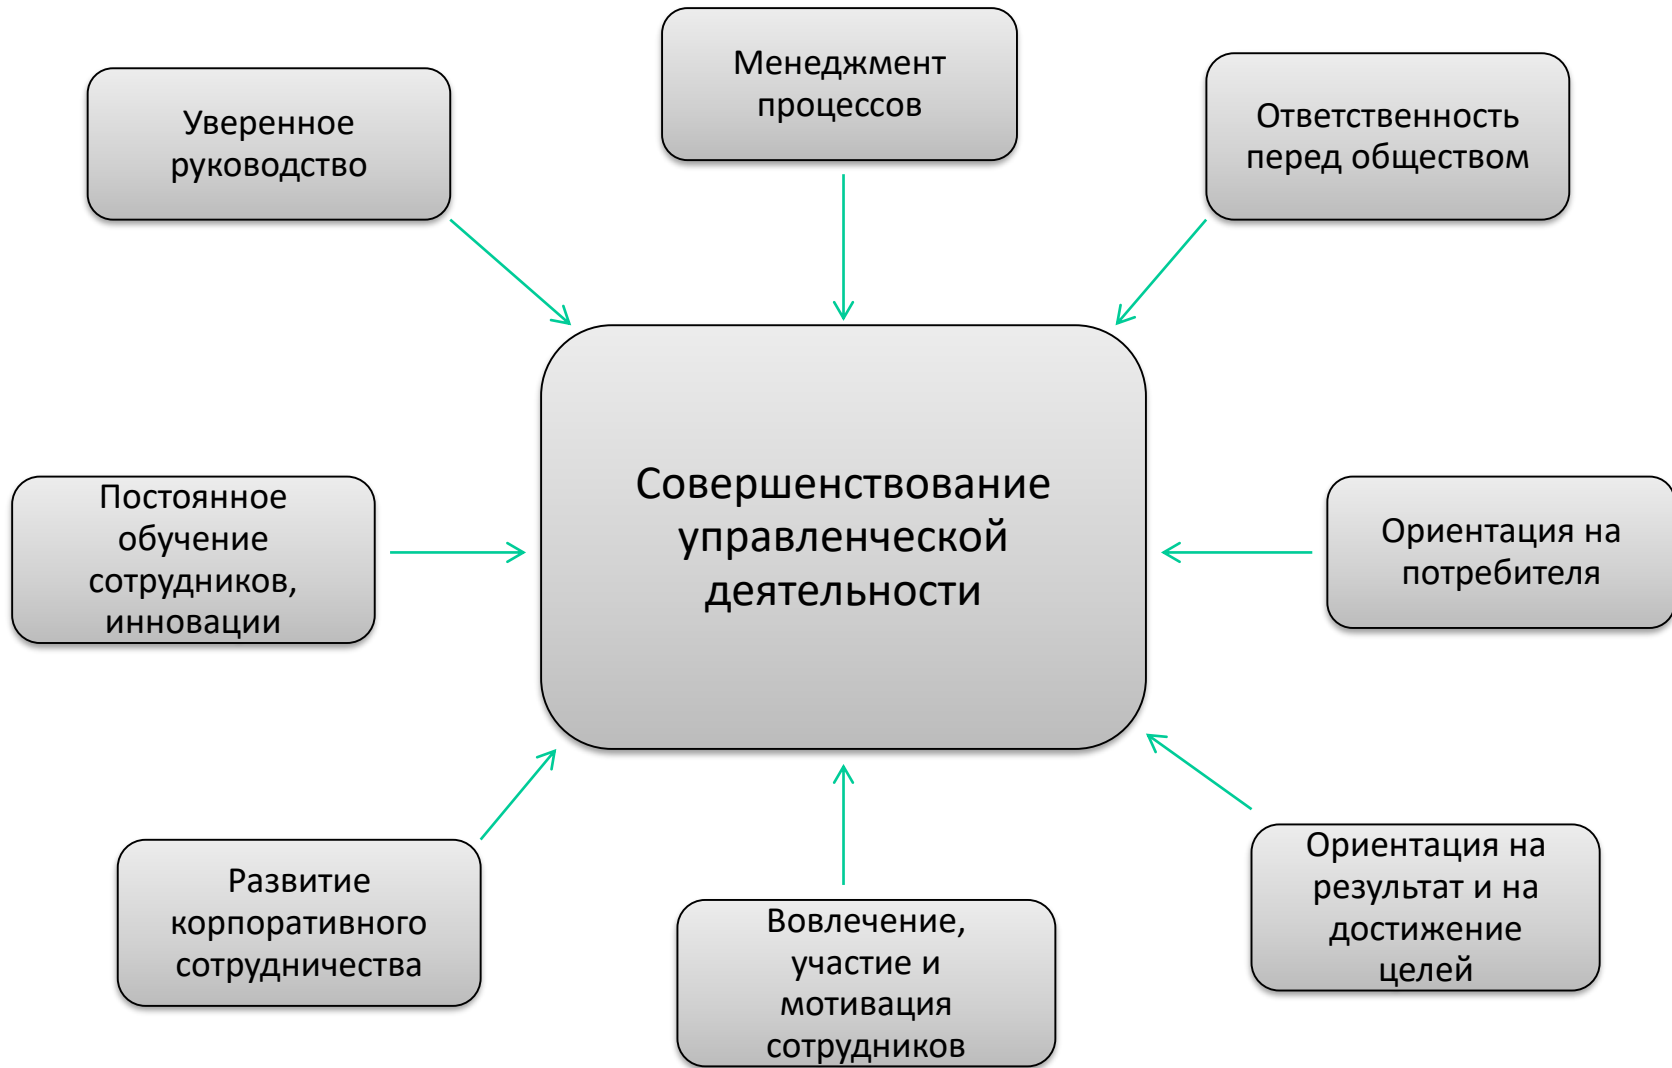 Менеджмент
процессов
Уверенное
руководство
Ответственность
перед обществом
Совершенствование
управленческой
деятельности
Постоянное
обучение
сотрудников,
инновации
Ориентация на
потребителя
Развитие
корпоративного
сотрудничества
Вовлечение,
участие и
мотивация
сотрудников
Ориентация на
результат и на
достижение
целей